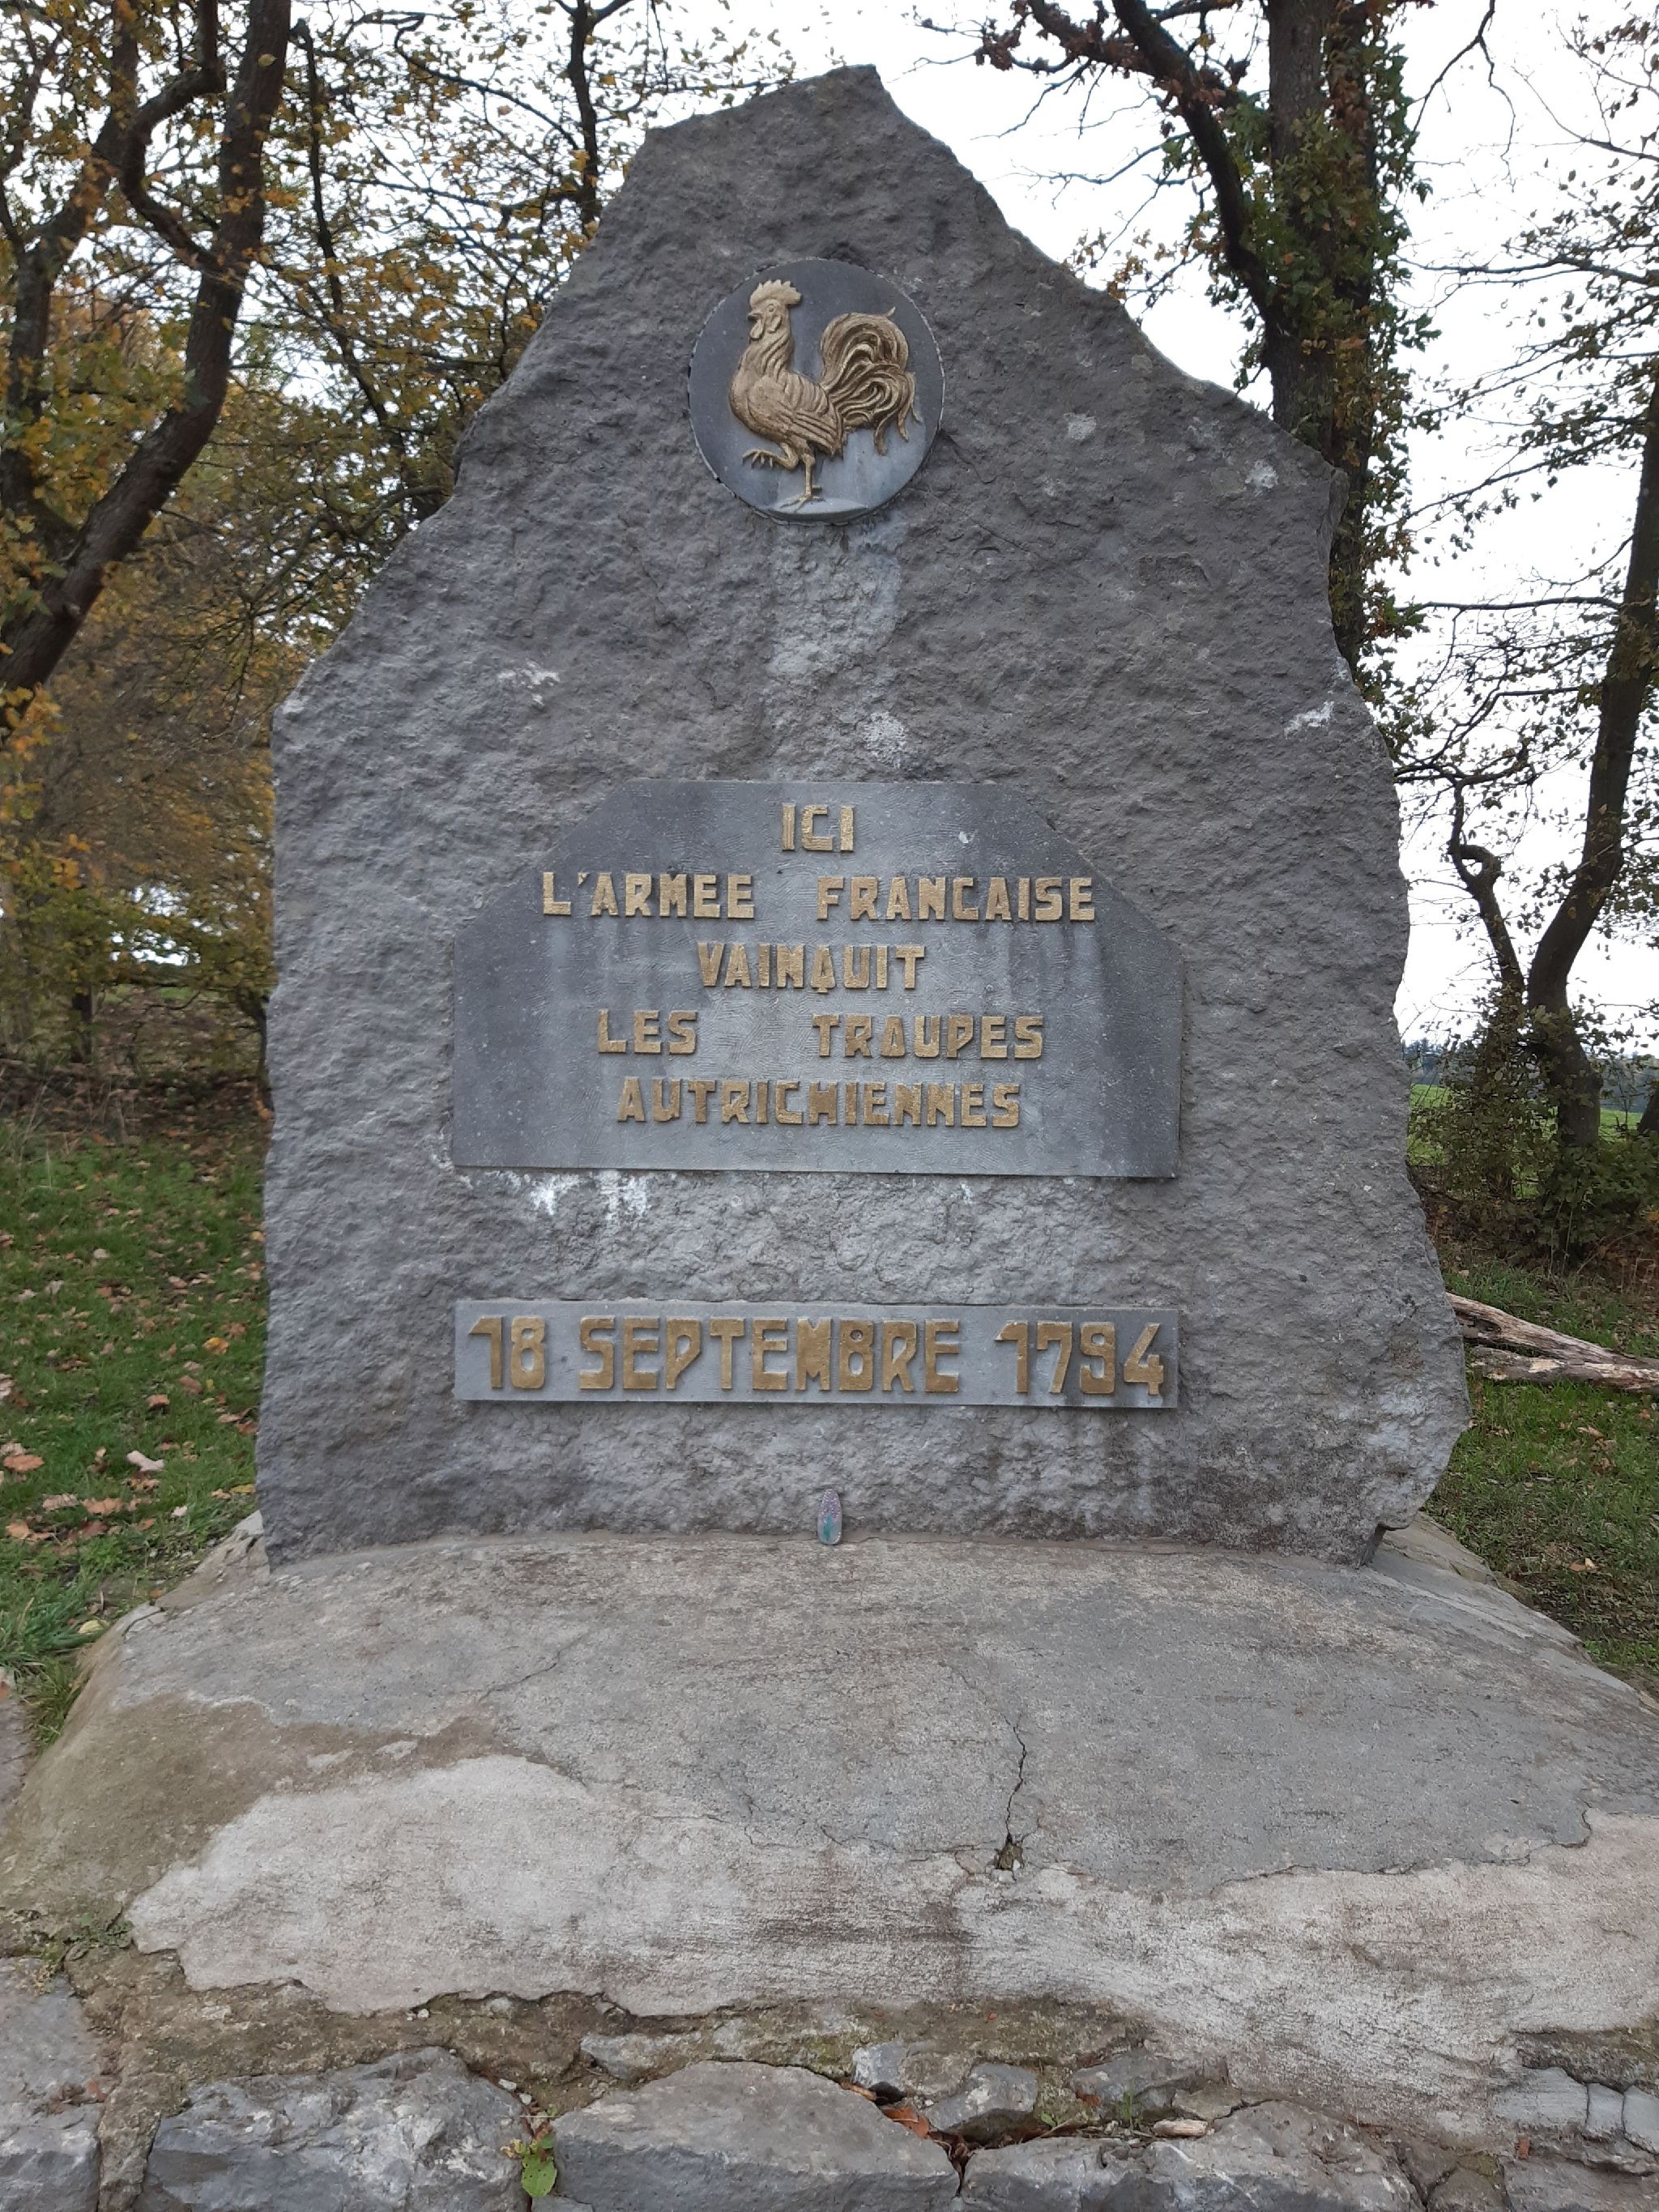 ICI
L'ARMEE FRANCAISE
VAINQUIT
LES TROUPES
AUTRICHIENNES
18 SEPTEMBRE 1794